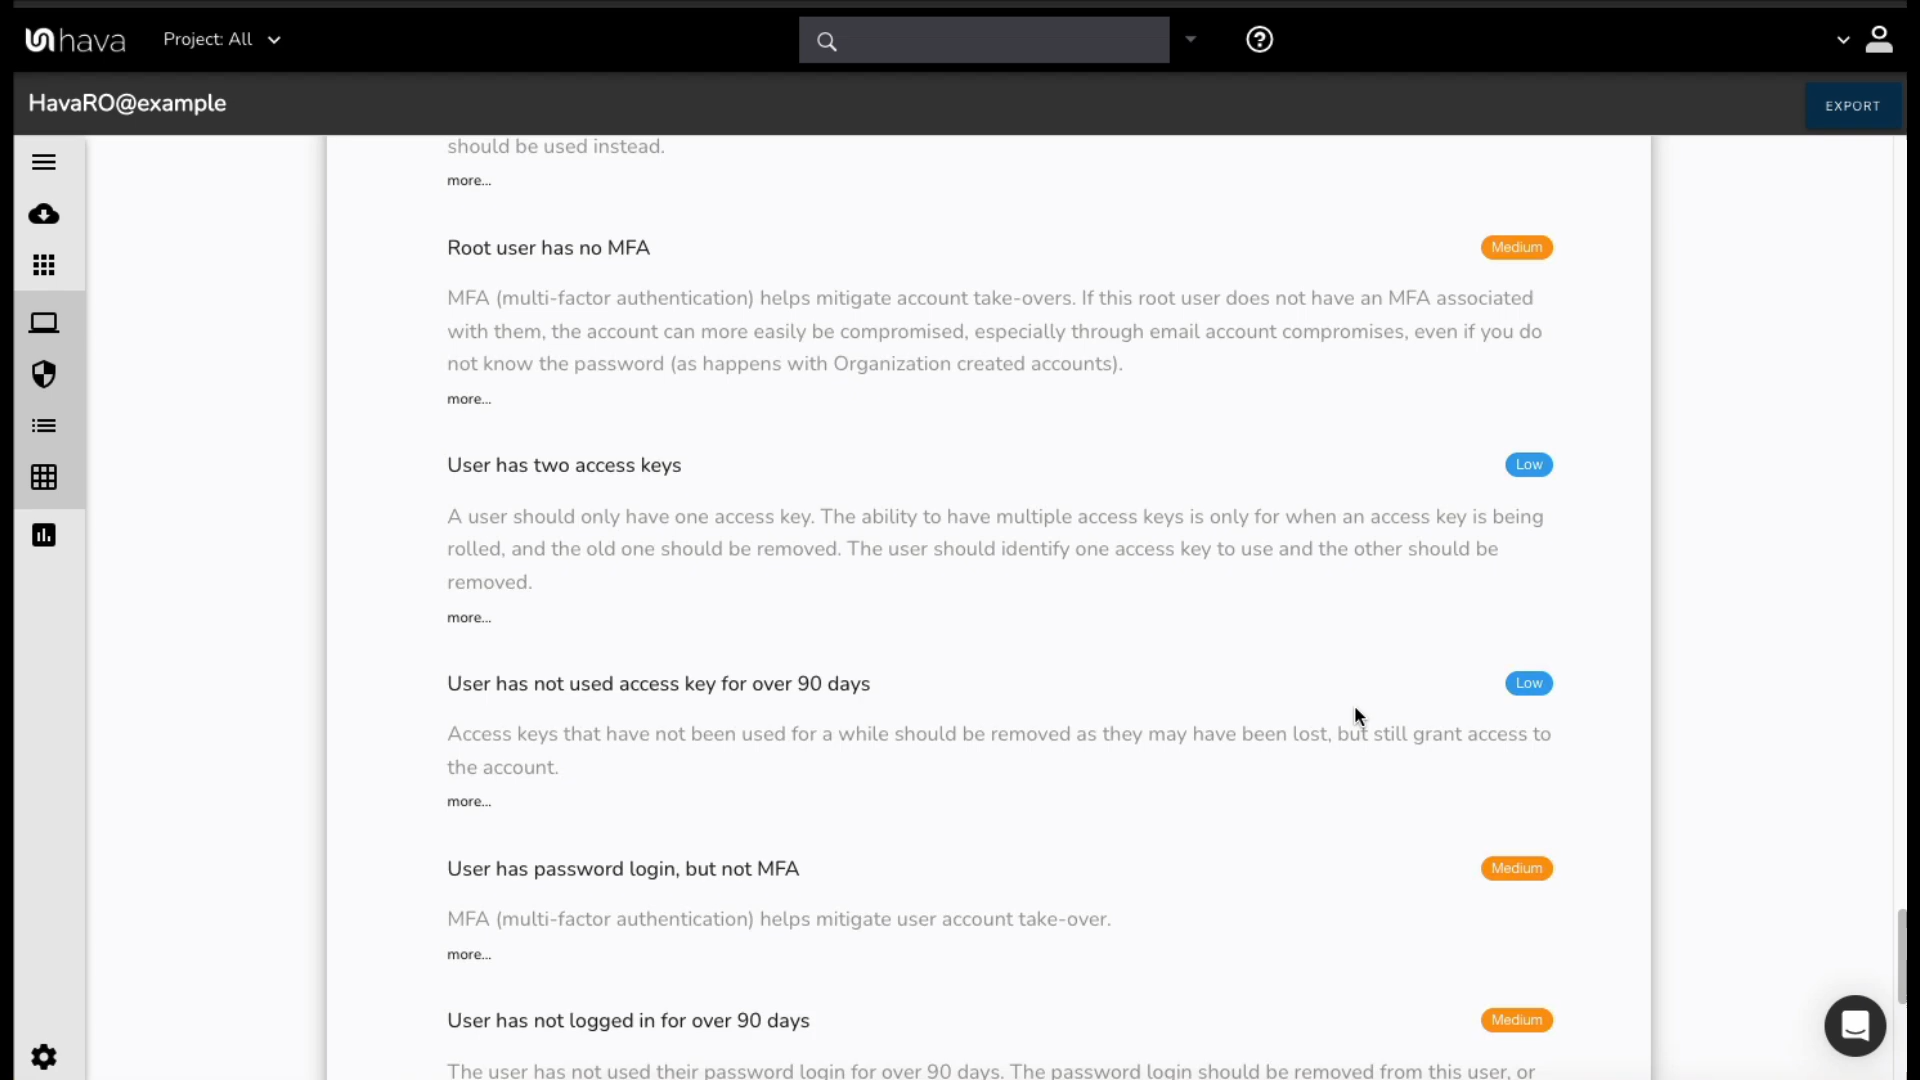 hava
Project: All
HavaRO@example
EXPORT
should be used instead.
more...
Root user has no MFA
Medium
MFA (multi-factor authentication) helps mitigate account take-overs. If this root user does not have an MFA associated
with them, the account can more easily be compromised, especially through email account compromises, even if you do
not know the password (as happens with Organization created accounts).
more...
User has two access keys
Low
A user should only have one access key. The ability to have multiple access keys is only for when an access key is being
rolled, and the old one should be removed. The user should identify one access key to use and the other should be
removed.
more...
User has not used access key for over 90 days
Low
Access keys that have not been used for a while should be removed as they may have been lost, but still grant access to
the account.
more...
User has password login, but not MFA
Medium
MFA (multi-factor authentication) helps mitigate user account take-over.
more...
User has not logged in for over 90 days
Medium
The user has not used their password login for over 90 days. The password login should be removed from this user, or